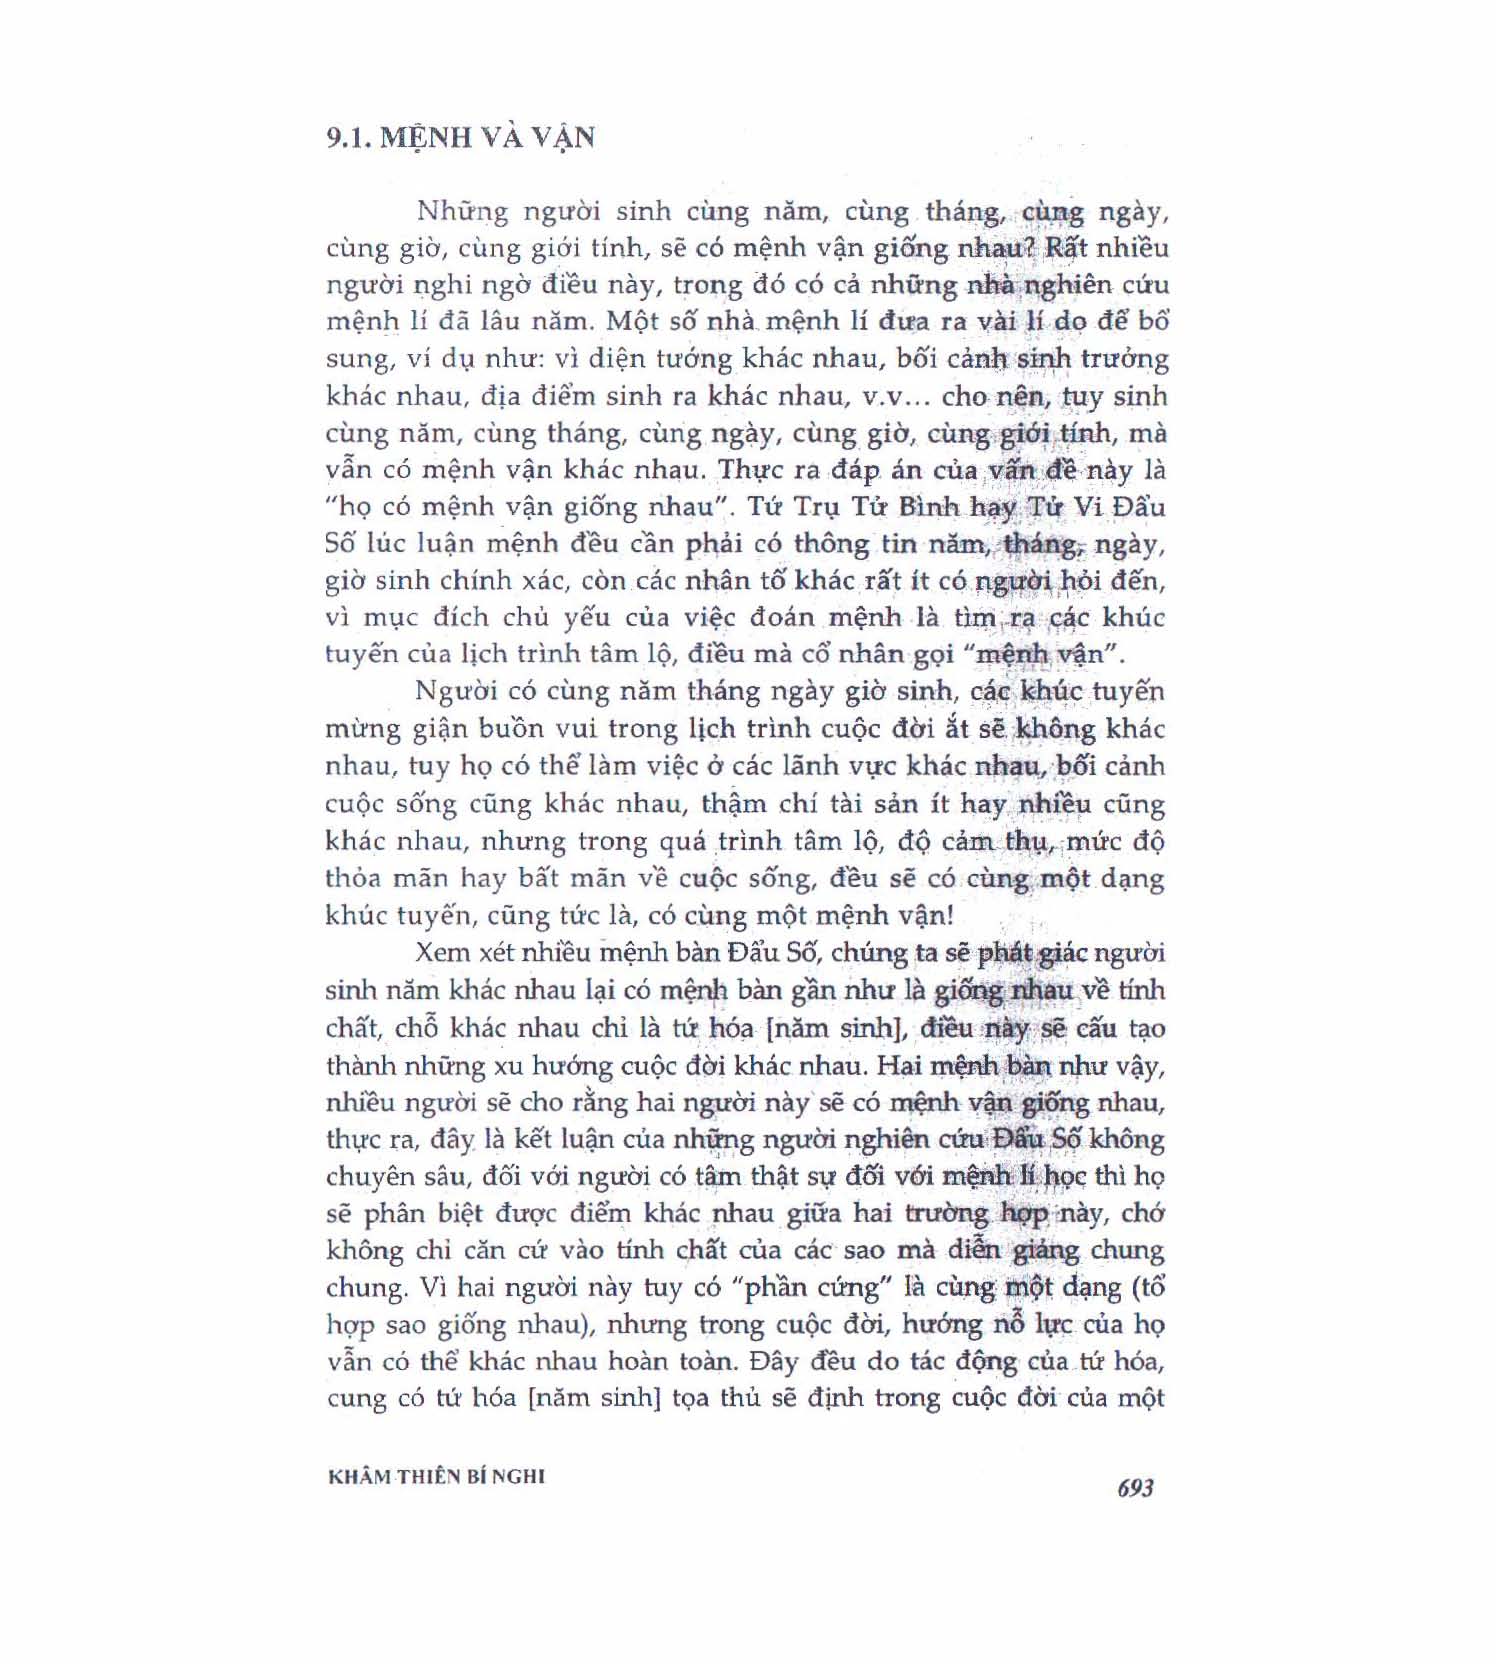 9.1. MỆNH VÀ VẬN
Những người sinh cùng năm, cùng tháng, cùng ngày,
cùng giờ, cùng giới tính, sẽ có mệnh vận giống nhau? Rất nhiều
người nghi ngờ điều này, trong đó có cả những nhà nghiên cứu
mệnh lí đã lâu năm. Một số nhà mệnh lí đưa ra vài lí do để bổ
sung, ví dụ như: vì diện tướng khác nhau, bối cảnh sinh trưởng
khác nhau, địa điểm sinh ra khác nhau, v.v... cho nên, tuy sinh
cùng năm, cùng tháng, cùng ngày, cùng giờ, cùng giới tính, mà
vẫn có mệnh vận khác nhau. Thực ra đáp án của vấn đề này là
"họ có mệnh vận giống nhau". Tứ Trụ Tử Bình hay Tử Vi Đẩu
Số lúc luận mệnh đều cần phải có thông tin năm, tháng, ngày,
giờ sinh chính xác, còn các nhân tố khác rất ít có người hỏi đến,
vì mục đích chủ yếu của việc đoán mệnh là tìm ra các khúc
tuyến của lịch trình tâm lộ, điều mà cổ nhân gọi "mệnh vận".
Người có cùng năm tháng ngày giờ sinh, các khúc tuyến
mừng giận buồn vui trong lịch trình cuộc đời ắt sẽ không khác
nhau, tuy họ có thể làm việc ở các lãnh vực khác nhau, bối cảnh
cuộc sống cũng khác nhau, thậm chí tài sản ít hay nhiều cũng
khác nhau, nhưng trong quá trình tâm lộ, độ cảm thụ, mức độ
thỏa mãn hay bất mãn về cuộc sống, đều sẽ có cùng một dạng
khúc tuyến, cũng tức là, có cùng một mệnh vận!
Xem xét nhiều mệnh bàn Đẩu Số, chúng ta sẽ phát giác người
sinh năm khác nhau lại có mệnh bàn gần như là giống nhau về tính
chất, chỗ khác nhau chỉ là tứ hóa [năm sinh], điều này sẽ cấu tạo
thành những xu hướng cuộc đời khác nhau. Hai mệnh bàn như vậy,
nhiều người sẽ cho rằng hai người này sẽ có mệnh vận giống nhau,
thực ra, đây là kết luận của những người nghiên cứu Đẩu Số không
chuyên sâu, đối với người có tâm thật sự đối với mệnh lí học thì họ
sẽ phân biệt được điểm khác nhau giữa hai trường hợp này, chớ
không chỉ căn cứ vào tính chất của các sao mà diễn giảng chung
chung. Vì hai người này tuy có "phần cứng" là cùng một dạng (tổ
hợp sao giống nhau), nhưng trong cuộc đời, hướng nỗ lực của họ
vẫn có thể khác nhau hoàn toàn. Đây đều do tác động của tứ hóa,
cung có tứ hóa [năm sinh] tọa thủ sẽ định trong cuộc đời của một
KHÂM THIÊN BÍ NGHI
693